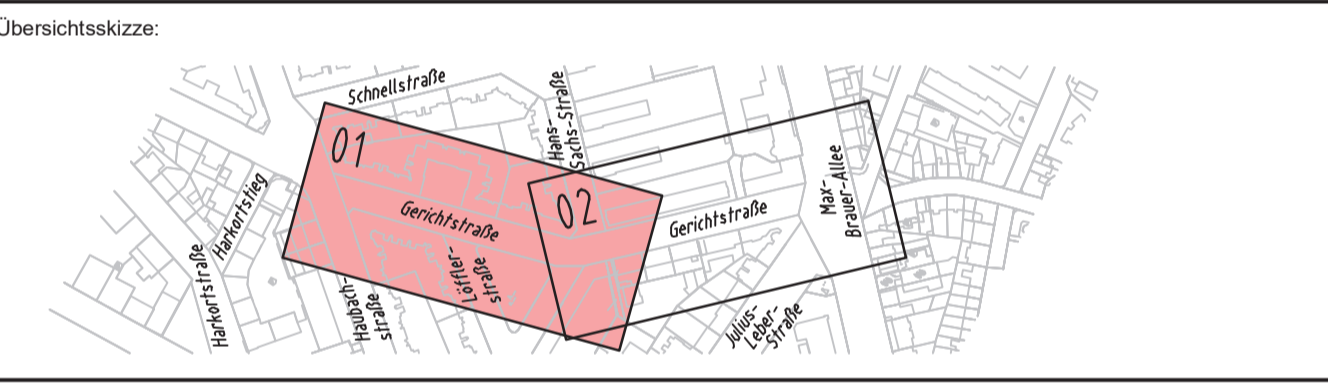 Übersichtsskizze:
Schnellstraße
Hans-
Sachs-Straße
01
02
Gerichtstraße
Gerichtstraße
Max-
Brauer-Allee
Harkortstieg
Harkortstraße
Haubach-
straße
Löffler-
straße
Julius-
Leber-
Straße